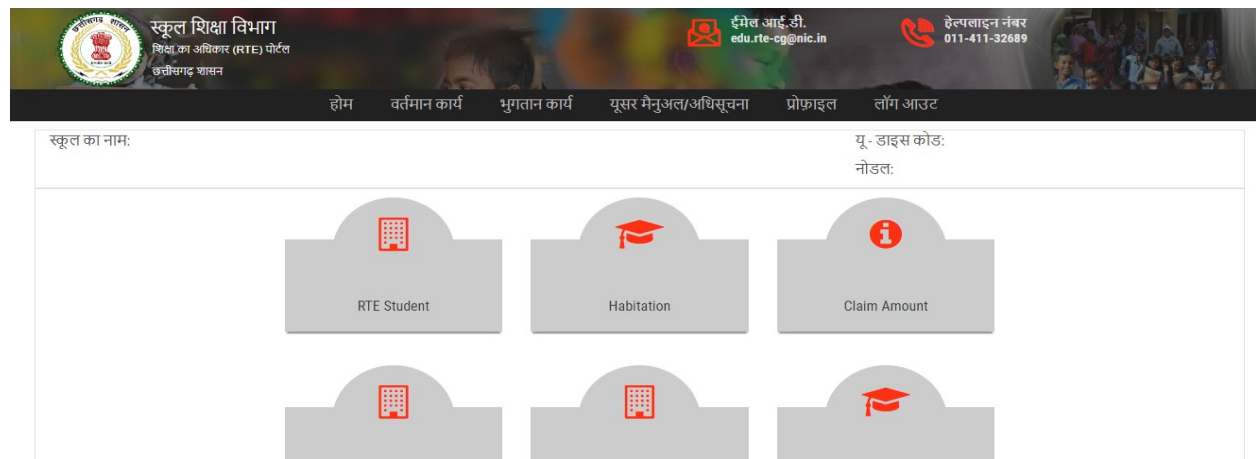 स्कूल शिक्षा विभाग
शिक्षा का अधिकार (RTE) पोर्टल
छत्तीसगढ़ शासन
ईमेल आई.डी.
edu.rte-cg@nic.in
हेल्पलाइन नंबर
011-411-32689
होम वर्तमान कार्य भुगतान कार्य यूसर मैनुअल/अधिसूचना प्रोफ़ाइल लॉग आउट
स्कूल का नाम:
यू - डाइस कोड:
नोडल:
RTE Student
Habitation
Claim Amount